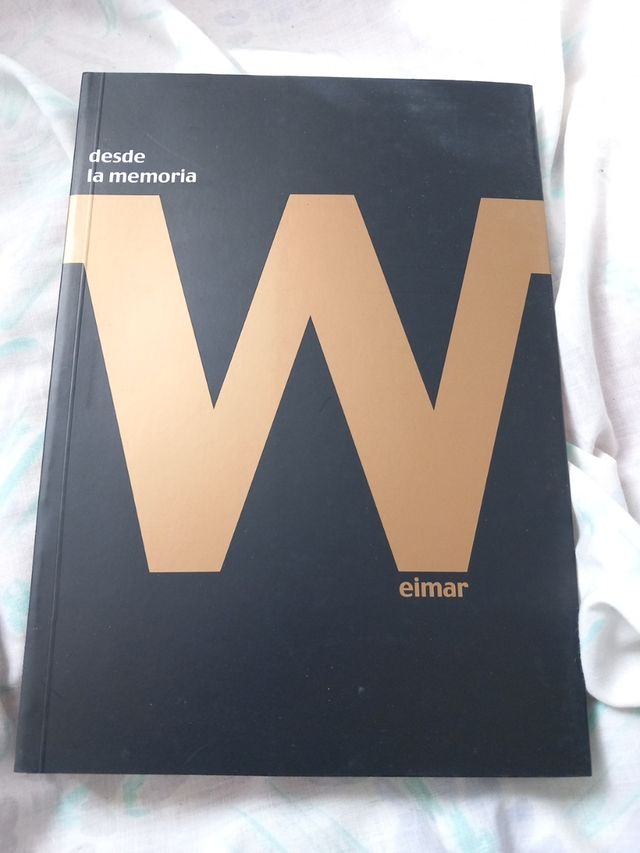 desde
la memoria
W
eimar